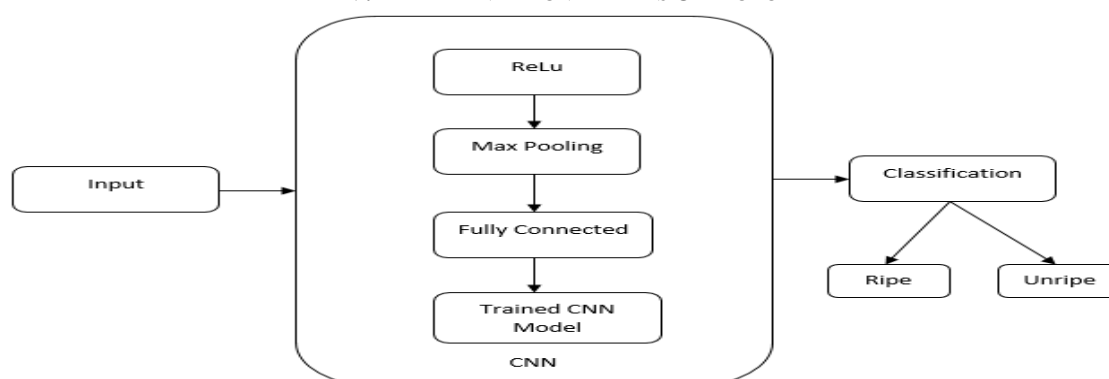 ReLu
Max Pooling
Input
Classification
Fully Connected
Ripe
Unripe
Trained CNN
Model
CNN